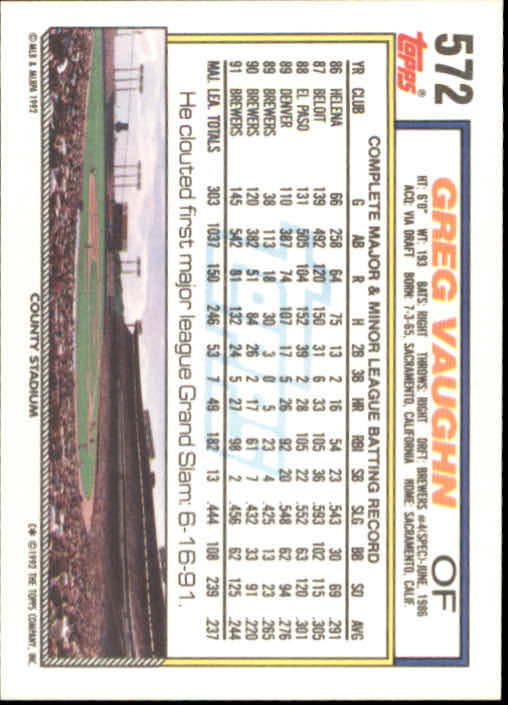 572
TOPPS®
GREG VAUGHN OF
HT: 6'0" WT: 193 BATS: RIGHT THROWS: RIGHT DRFT: BREWERS #4(SPEC)-JUNE, 1986
ACQ: VIA DRAFT BORN: 7-3-65, SACRAMENTO, CALIFORNIA HOME: SACRAMENTO, CALIF.
COMPLETE MAJOR & MINOR LEAGUE BATTING RECORD
YR CLUB G AB R H 2B 3B HR RBI SB SLG BB SO AVG
86 HELENA 66 258 64 75 13 2 16 54 23 .543 30 69 .291
87 BELOIT 139 492 120 150 31 6 33 105 36 .593 102 115 .305
88 EL PASO 131 505 104 152 39 2 28 105 22 .552 63 120 .301
89 DENVER 110 387 74 107 17 5 26 92 20 .548 62 94 .276
89 BREWERS 38 113 18 30 3 0 5 23 4 .425 13 23 .265
90 BREWERS 120 382 51 84 26 2 17 61 7 .432 33 91 .220
91 BREWERS 145 542 81 132 24 5 27 98 2 .456 62 125 .244
MAJ. LEA. TOTALS 303 1037 150 246 53 7 49 182 13 .444 108 239 .237
He clouted first major league Grand Slam: 6-16-91.
© MLB & MLBPA 1992
COUNTY STADIUM
C* ©1992 THE TOPPS COMPANY, INC.